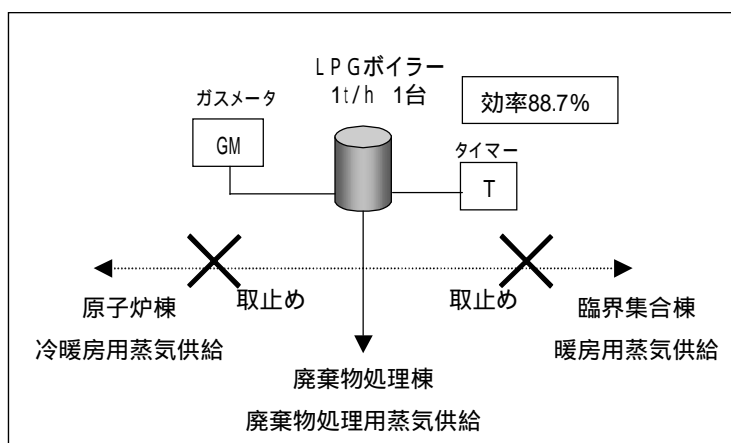 LPGボイラー
1t/h 1台
効率88.7%
ガスメータ
GM
タイマー
T
取止め
取止め
原子炉棟
冷暖房用蒸気供給
臨界集合棟
暖房用蒸気供給
廃棄物処理棟
廃棄物処理用蒸気供給